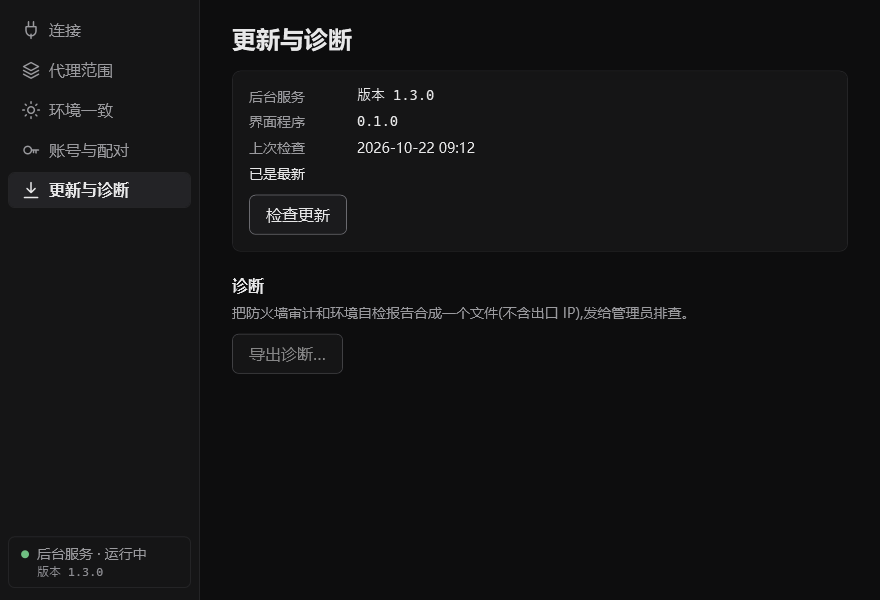 连接
代理范围
环境一致
账号与配对
更新与诊断
后台服务 · 运行中
版本 1.3.0
更新与诊断
后台服务 版本 1.3.0
界面程序 0.1.0
上次检查 2026-10-22 09:12
已是最新
检查更新
诊断
把防火墙审计和环境自检报告合成一个文件(不含出口 IP),发给管理员排查。
导出诊断...